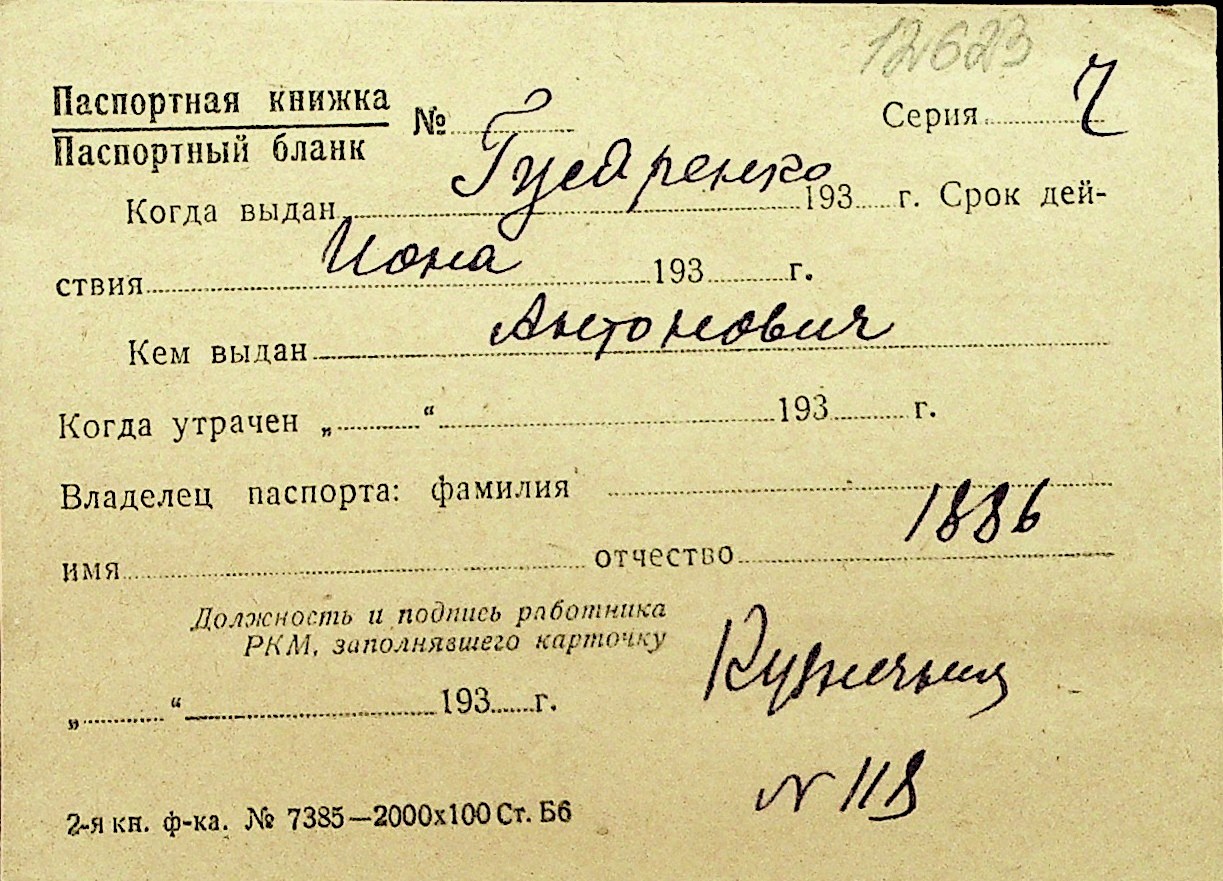 12623
Паспортная книжка
Паспортный бланк
№ Серия 7
Гусаренко
Когда выдан 193 г. Срок дей-
Иона
ствия 193 г.
Антонович
Кем выдан
Когда утрачен „ “ 193 г.
Владелец паспорта: фамилия
1886
имя отчество
Должность и подпись работника
РКМ, заполнявшего карточку
„ “ 193 г.
N 118
2-я кн. ф-ка. № 7385—2000х100 Ст. Б6